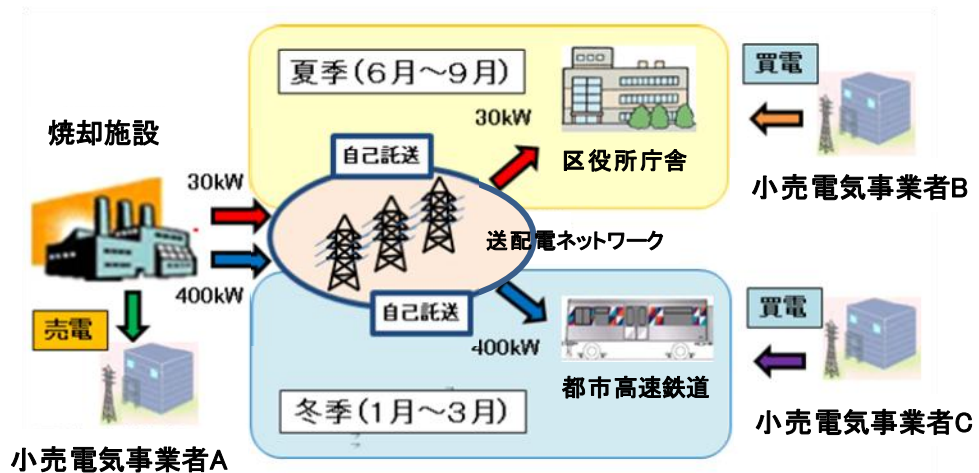 夏季(6月~9月)
30kW
区役所庁舎
買電
小売電気事業者B
焼却施設
30kW
400kW
売電
小売電気事業者A
自己託送
送配電ネットワーク
自己託送
400kW
都市高速鉄道
冬季(1月~3月)
買電
小売電気事業者C